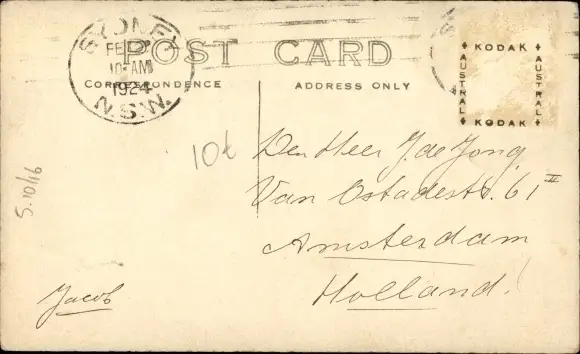 SYDNEY
FEB
10 AM
1924
N.S.W.
POST CARD
CORRESPONDENCE
ADDRESS ONLY
KODAK
AUSTRAL
AUSTRAL
KODAK
10t
5.10/16
Den Heer J. de Jong
Van Ostadestr. 61 II
Amsterdam
Holland!
Jacob